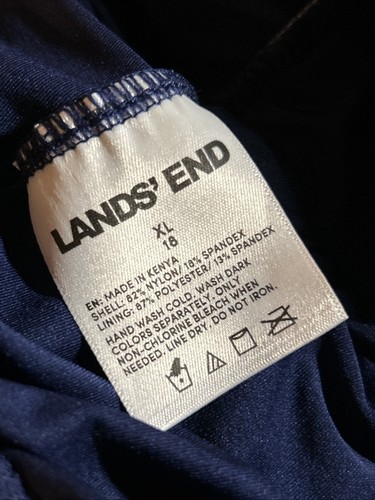 LANDS' END
XL
18
EN: MADE IN KENYA
SHELL: 82% NYLON/ 18% SPANDEX
LINING: 87% POLYESTER/ 13% SPANDEX
HAND WASH COLD. WASH DARK
COLORS SEPARATELY. ONLY
NON-CHLORINE BLEACH WHEN
NEEDED. LINE DRY. DO NOT IRON.